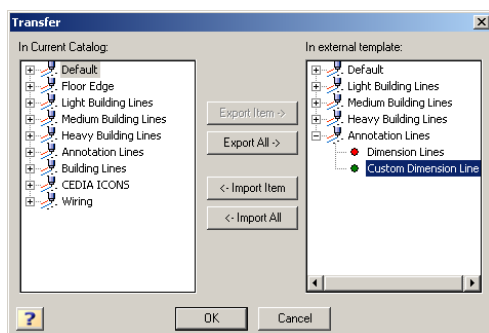 Transfer
In Current Catalog:
Default
Floor Edge
Light Building Lines
Medium Building Lines
Heavy Building Lines
Annotation Lines
Building Lines
CEDIA ICONS
Wiring
Export Item ->
Export All ->
<- Import Item
<- Import All
In external template:
Default
Light Building Lines
Medium Building Lines
Heavy Building Lines
Annotation Lines
Dimension Lines
Custom Dimension Line
?
OK
Cancel